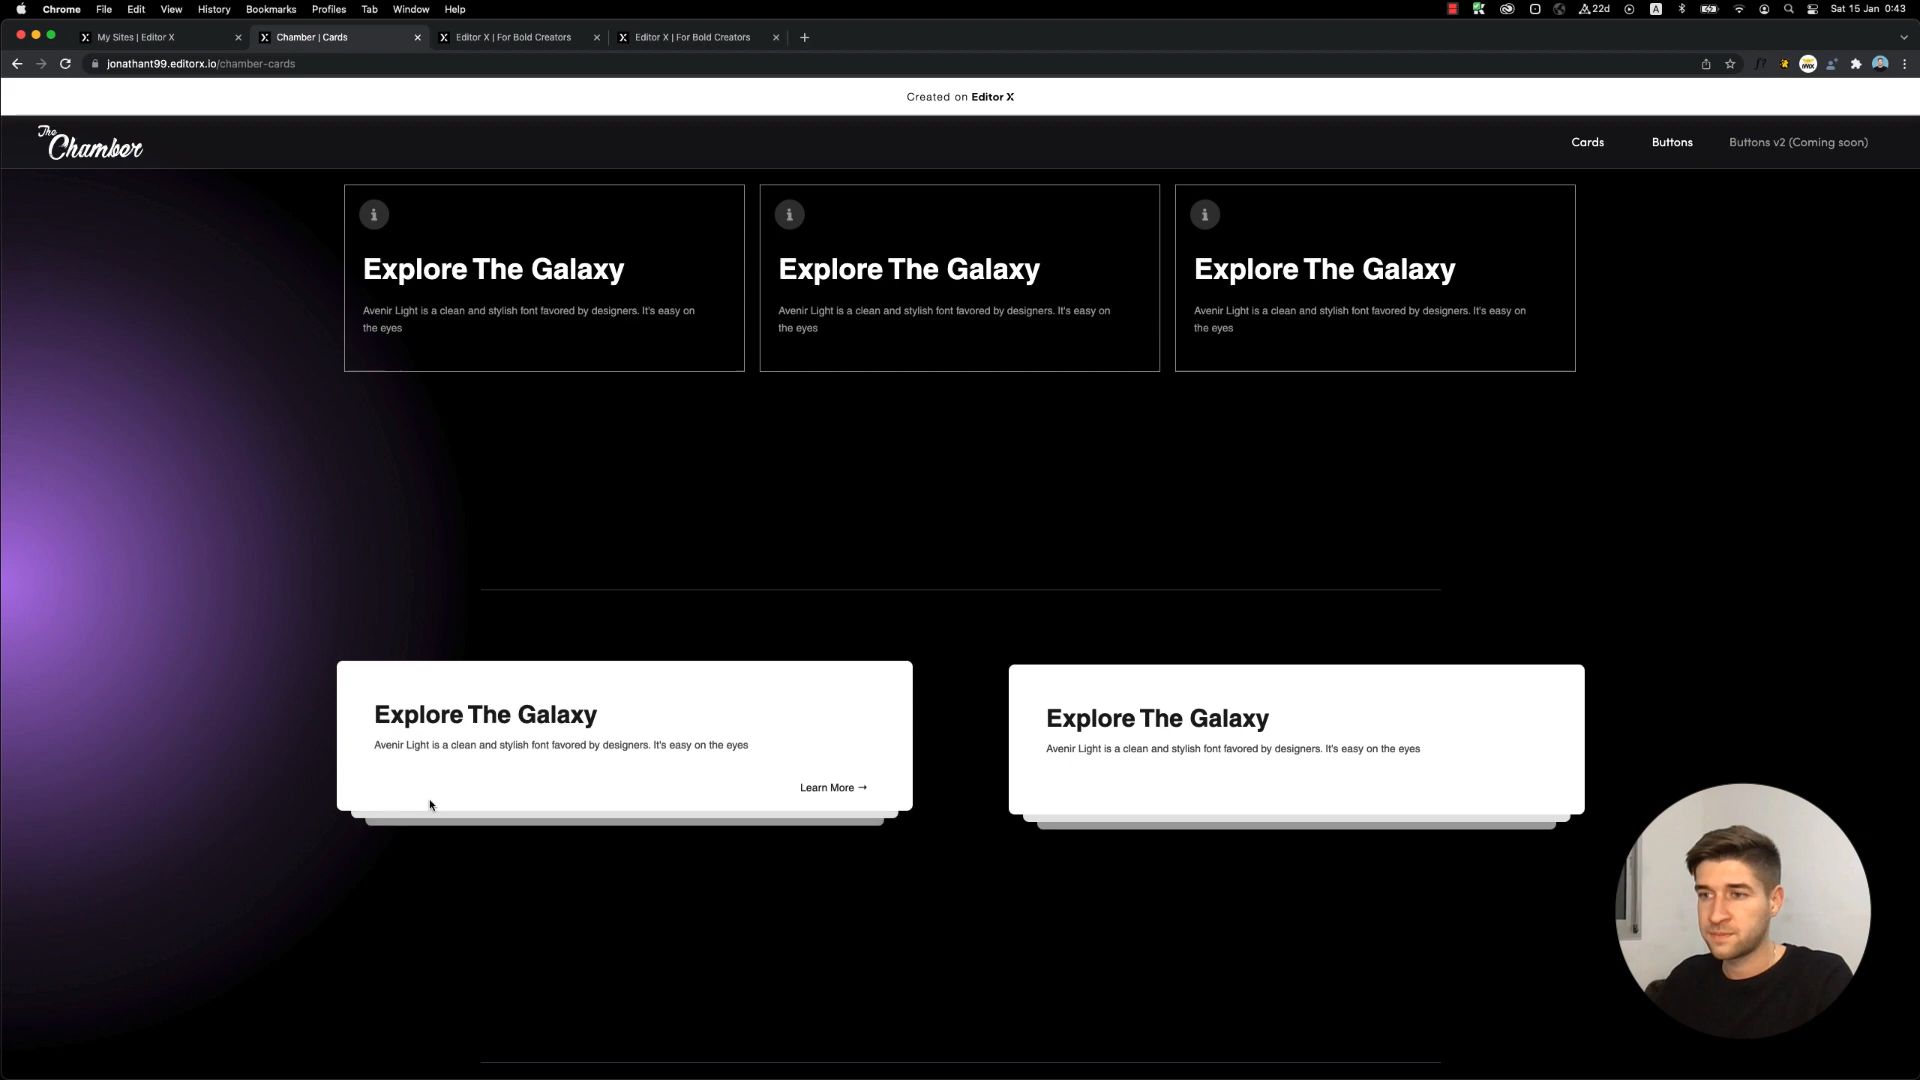 Chrome File Edit View History Bookmarks Profiles Tab Window Help
22d A Sat 15 Jan 0:43
My Sites | Editor X
Chamber | Cards
Editor X | For Bold Creators
Editor X | For Bold Creators
jonathant99.editorx.io/chamber-cards
Created on Editor X
The Chamber
Cards
Buttons
Buttons v2 (Coming soon)
Explore The Galaxy
Avenir Light is a clean and stylish font favored by designers. It's easy on
the eyes
Explore The Galaxy
Avenir Light is a clean and stylish font favored by designers. It's easy on
the eyes
Explore The Galaxy
Avenir Light is a clean and stylish font favored by designers. It's easy on
the eyes
Explore The Galaxy
Avenir Light is a clean and stylish font favored by designers. It's easy on the eyes
Learn More →
Explore The Galaxy
Avenir Light is a clean and stylish font favored by designers. It's easy on the eyes